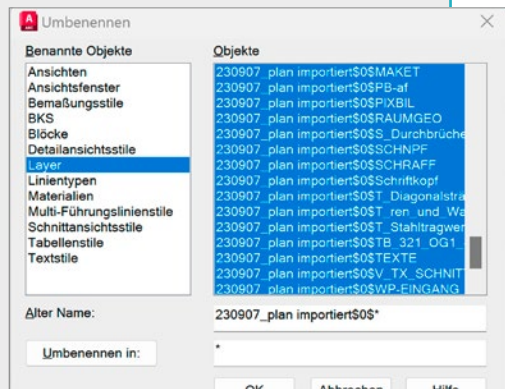 Umbenennen
Benannte Objekte
Ansichten
Ansichtsfenster
Bemaßungsstile
BKS
Blöcke
Detailansichtsstile
Layer
Linientypen
Materialien
Multi-Führungslinienstile
Schnittansichtsstile
Tabellenstile
Textstile
Objekte
230907_plan importiert$0$MAKET
230907_plan importiert$0$PB-af
230907_plan importiert$0$PIXBIL
230907_plan importiert$0$RAUMGEO
230907_plan importiert$0$S_Durchbrüche
230907_plan importiert$0$SCHNPF
230907_plan importiert$0$SCHRAFF
230907_plan importiert$0$Schriftkopf
230907_plan importiert$0$T_Diagonalsträ
230907_plan importiert$0$T_ren_und_Wa
230907_plan importiert$0$T_Stahltragwer
230907_plan importiert$0$TB_321_OG1_
230907_plan importiert$0$TEXTE
230907_plan importiert$0$V_TX_SCHNIT
230907_plan importiert$0$WP-EINGANG
Alter Name:
230907_plan importiert$0$*
Umbenennen in:
*
OK
Abbrechen
Hilfe